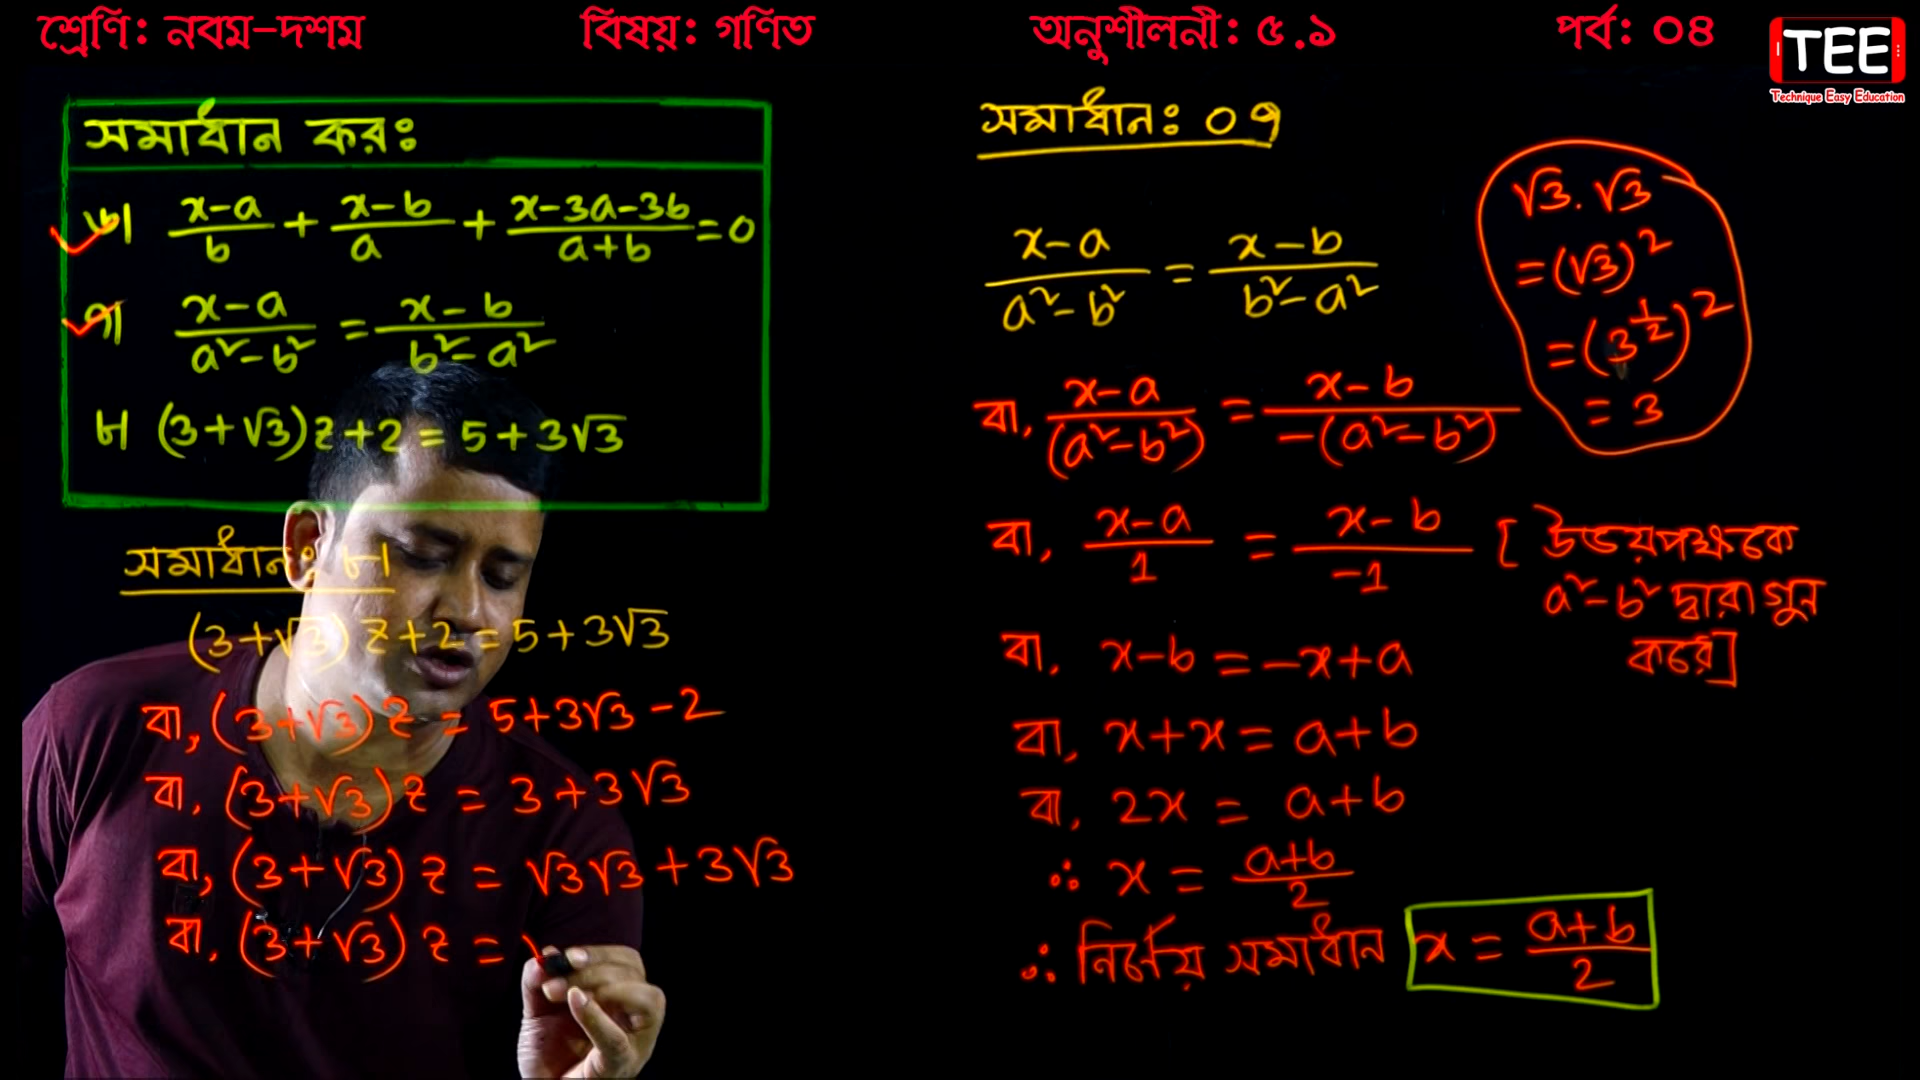 শ্রেণি: নবম-দশম বিষয়: গণিত অনুশীলনী: ৫.১ পর্ব: ০৪
TEE
Technique Easy Education
সমাধান কর:
৬। (x-a)/b + (x-b)/a + (x-3a-3b)/(a+b) = 0
৭। (x-a)/(a²-b²) = (x-b)/(b²-a²)
৮। (3+√3)z+2=5+3√3
সমাধান: ৮।
(3+√3)z+2=5+3√3
বা, (3+√3)z = 5+3√3-2
বা, (3+√3)z = 3+3√3
বা, (3+√3)z = √3√3+3√3
বা, (3+√3)z =
সমাধান: ০৭
(x-a)/(a²-b²) = (x-b)/(b²-a²)
বা, (x-a)/(a²-b²) = (x-b)/-(a²-b²)
বা, (x-a)/1 = (x-b)/-1 [উভয়পক্ষকে
a²-b² দ্বারা গুন
করে]
বা, x-b = -x+a
বা, x+x = a+b
বা, 2x = a+b
∴ x = (a+b)/2
∴ নির্ণেয় সমাধান x = (a+b)/2
√3.√3
=(√3)²
=(3^½)²
= 3